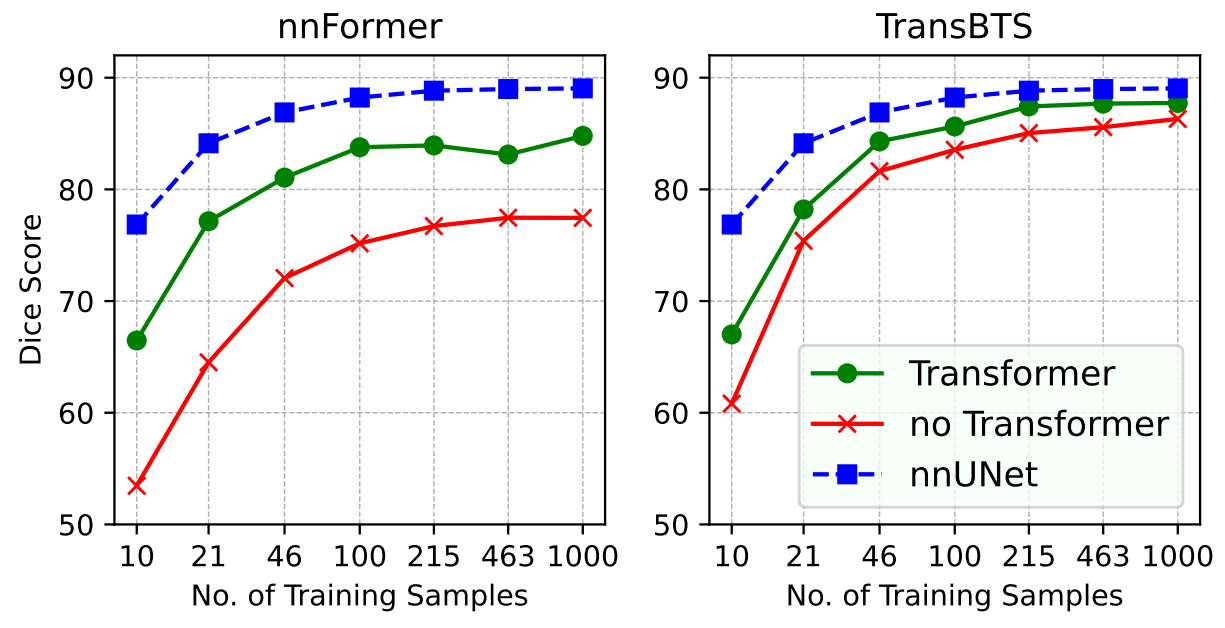 nnFormer
90
80
70
60
50
Dice Score
10 21 46 100 215 463 1000
No. of Training Samples
TransBTS
90
80
70
60
50
Transformer
no Transformer
nnUNet
10 21 46 100 215 463 1000
No. of Training Samples